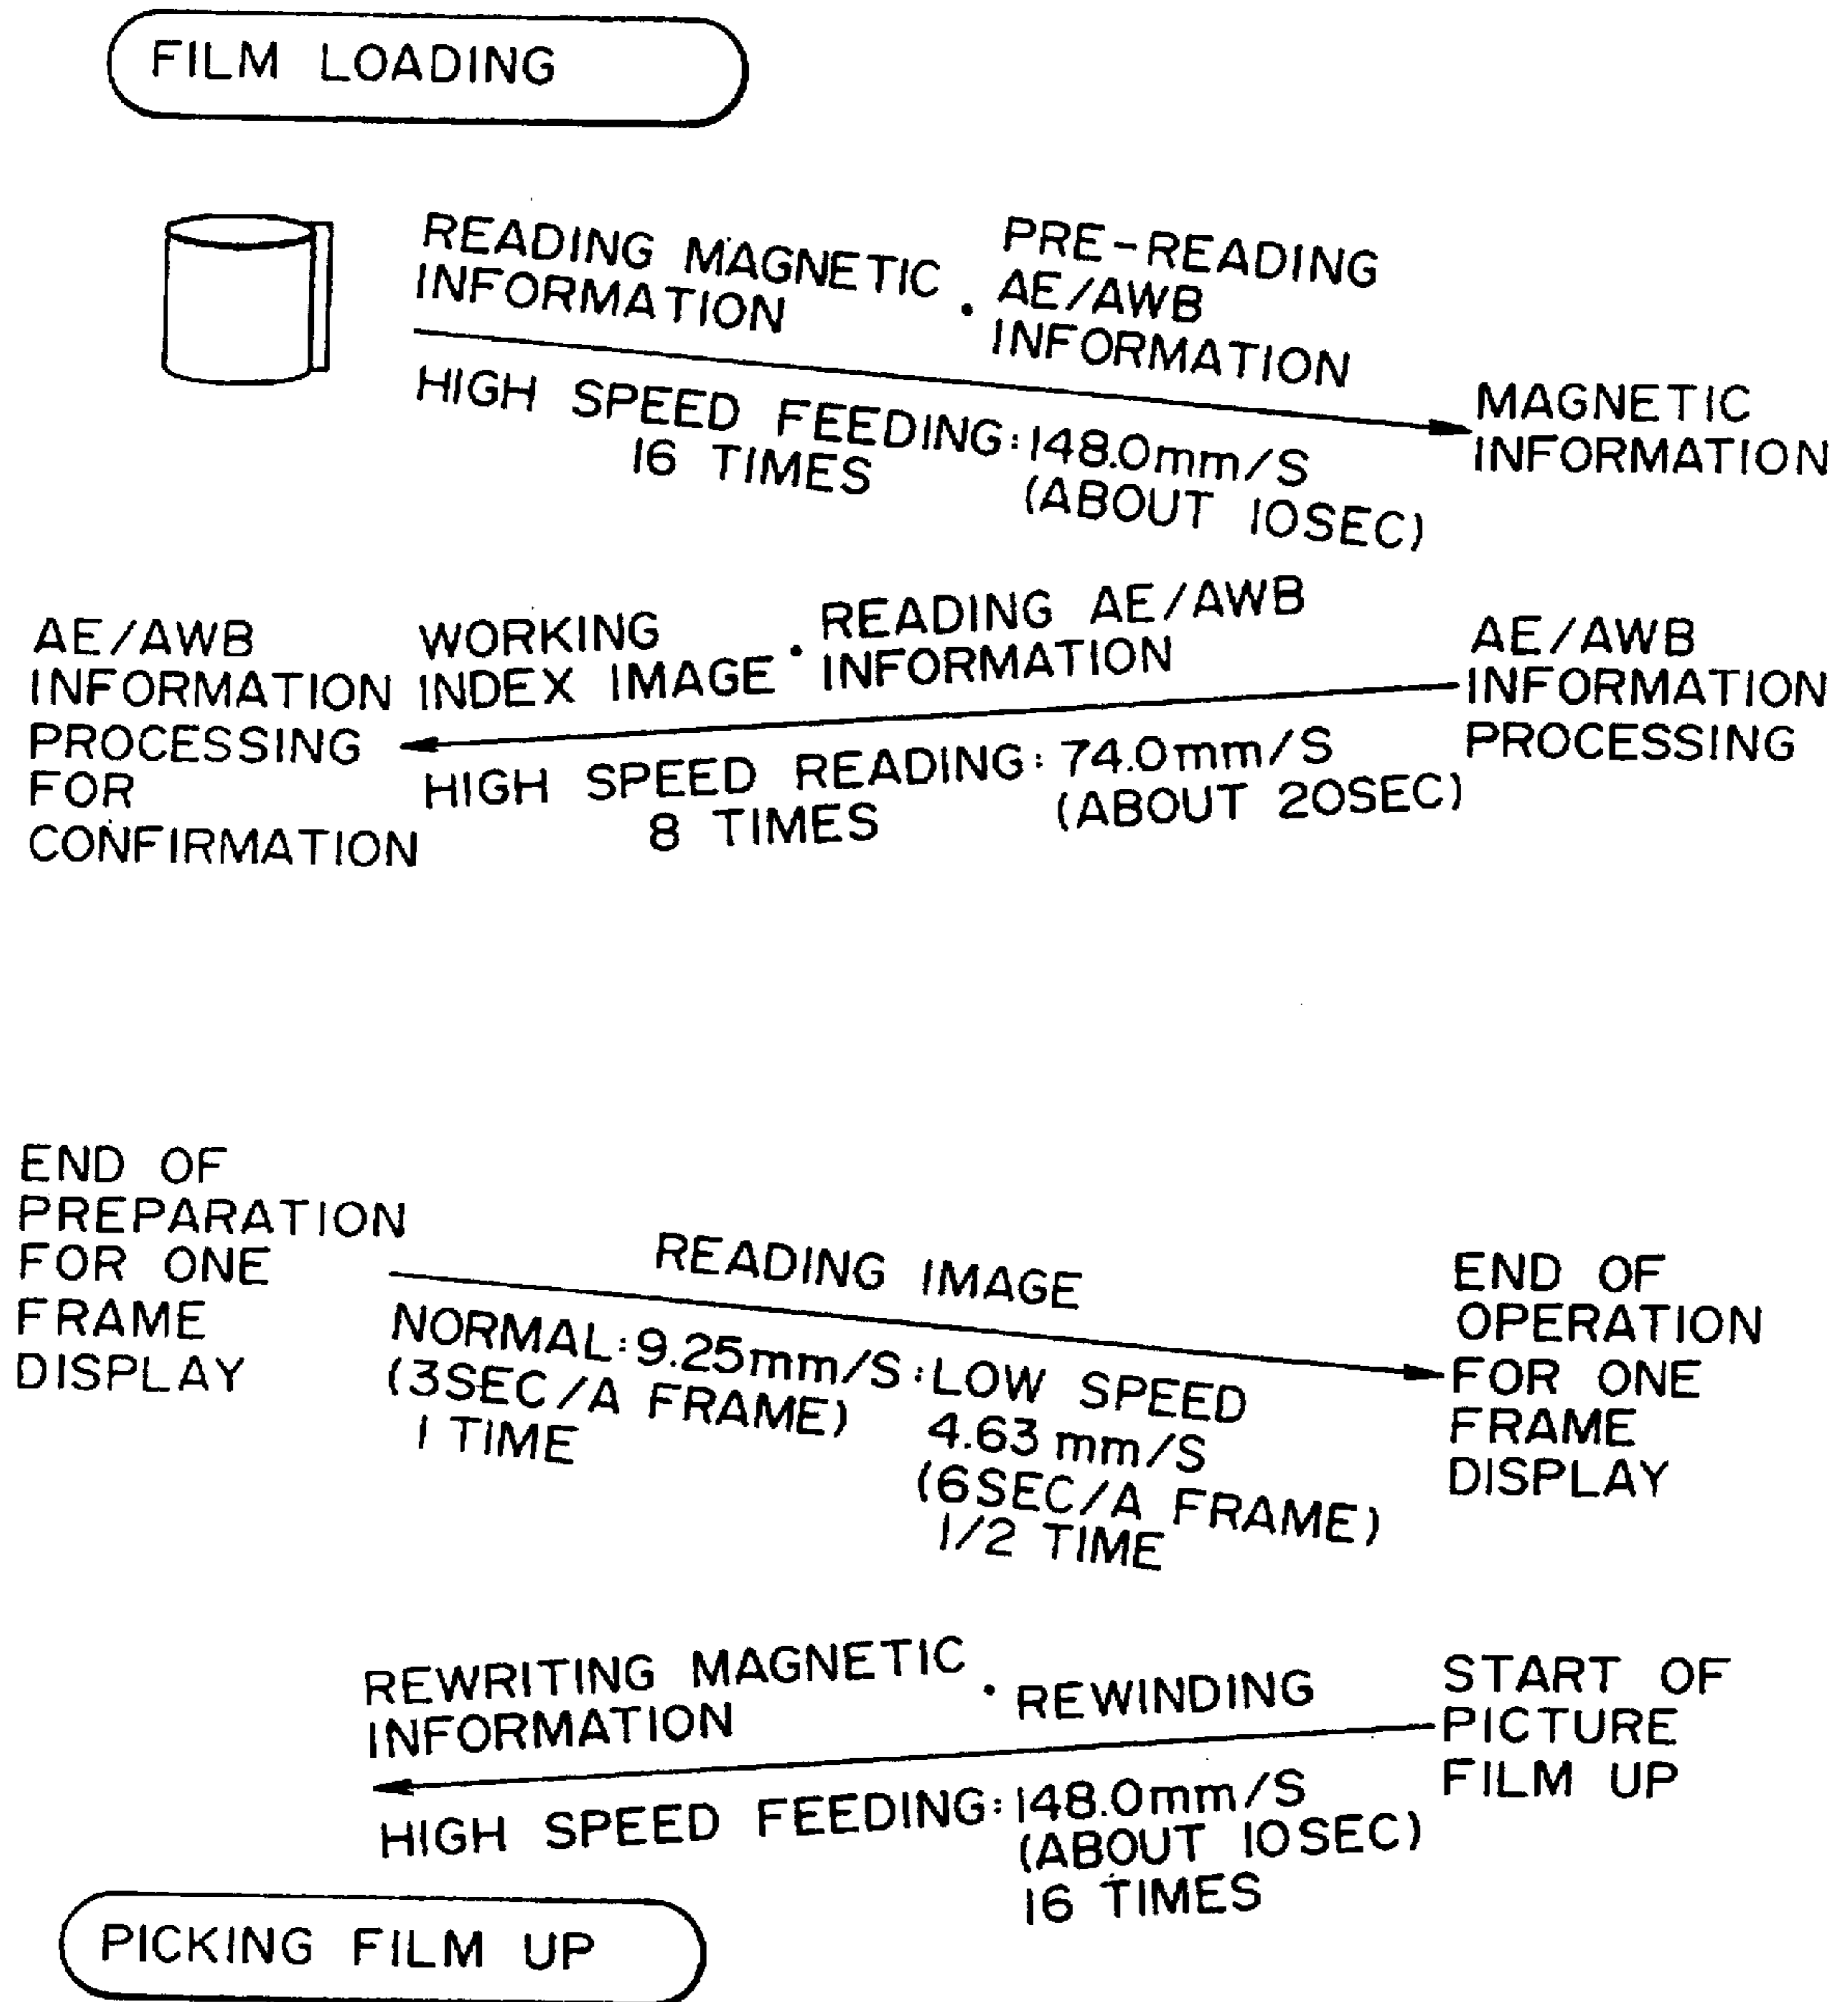 FILM LOADING
READING MAGNETIC
INFORMATION
·
PRE-READING
AE/AWB
INFORMATION
HIGH SPEED FEEDING:148.0mm/S
16 TIMES
(ABOUT 10SEC)
MAGNETIC
INFORMATION
AE/AWB
INFORMATION
PROCESSING
FOR
CONFIRMATION
WORKING
INDEX IMAGE
·
READING AE/AWB
INFORMATION
HIGH SPEED READING:74.0mm/S
8 TIMES
(ABOUT 20SEC)
AE/AWB
INFORMATION
PROCESSING
END OF
PREPARATION
FOR ONE
FRAME
DISPLAY
READING IMAGE
NORMAL:9.25mm/S:LOW SPEED
(3SEC/A FRAME)
1 TIME
4.63mm/S
(6SEC/A FRAME)
1/2 TIME
END OF
OPERATION
FOR ONE
FRAME
DISPLAY
REWRITING MAGNETIC
INFORMATION
·
REWINDING
HIGH SPEED FEEDING:148.0mm/S
(ABOUT 10SEC)
16 TIMES
START OF
PICTURE
FILM UP
PICKING FILM UP